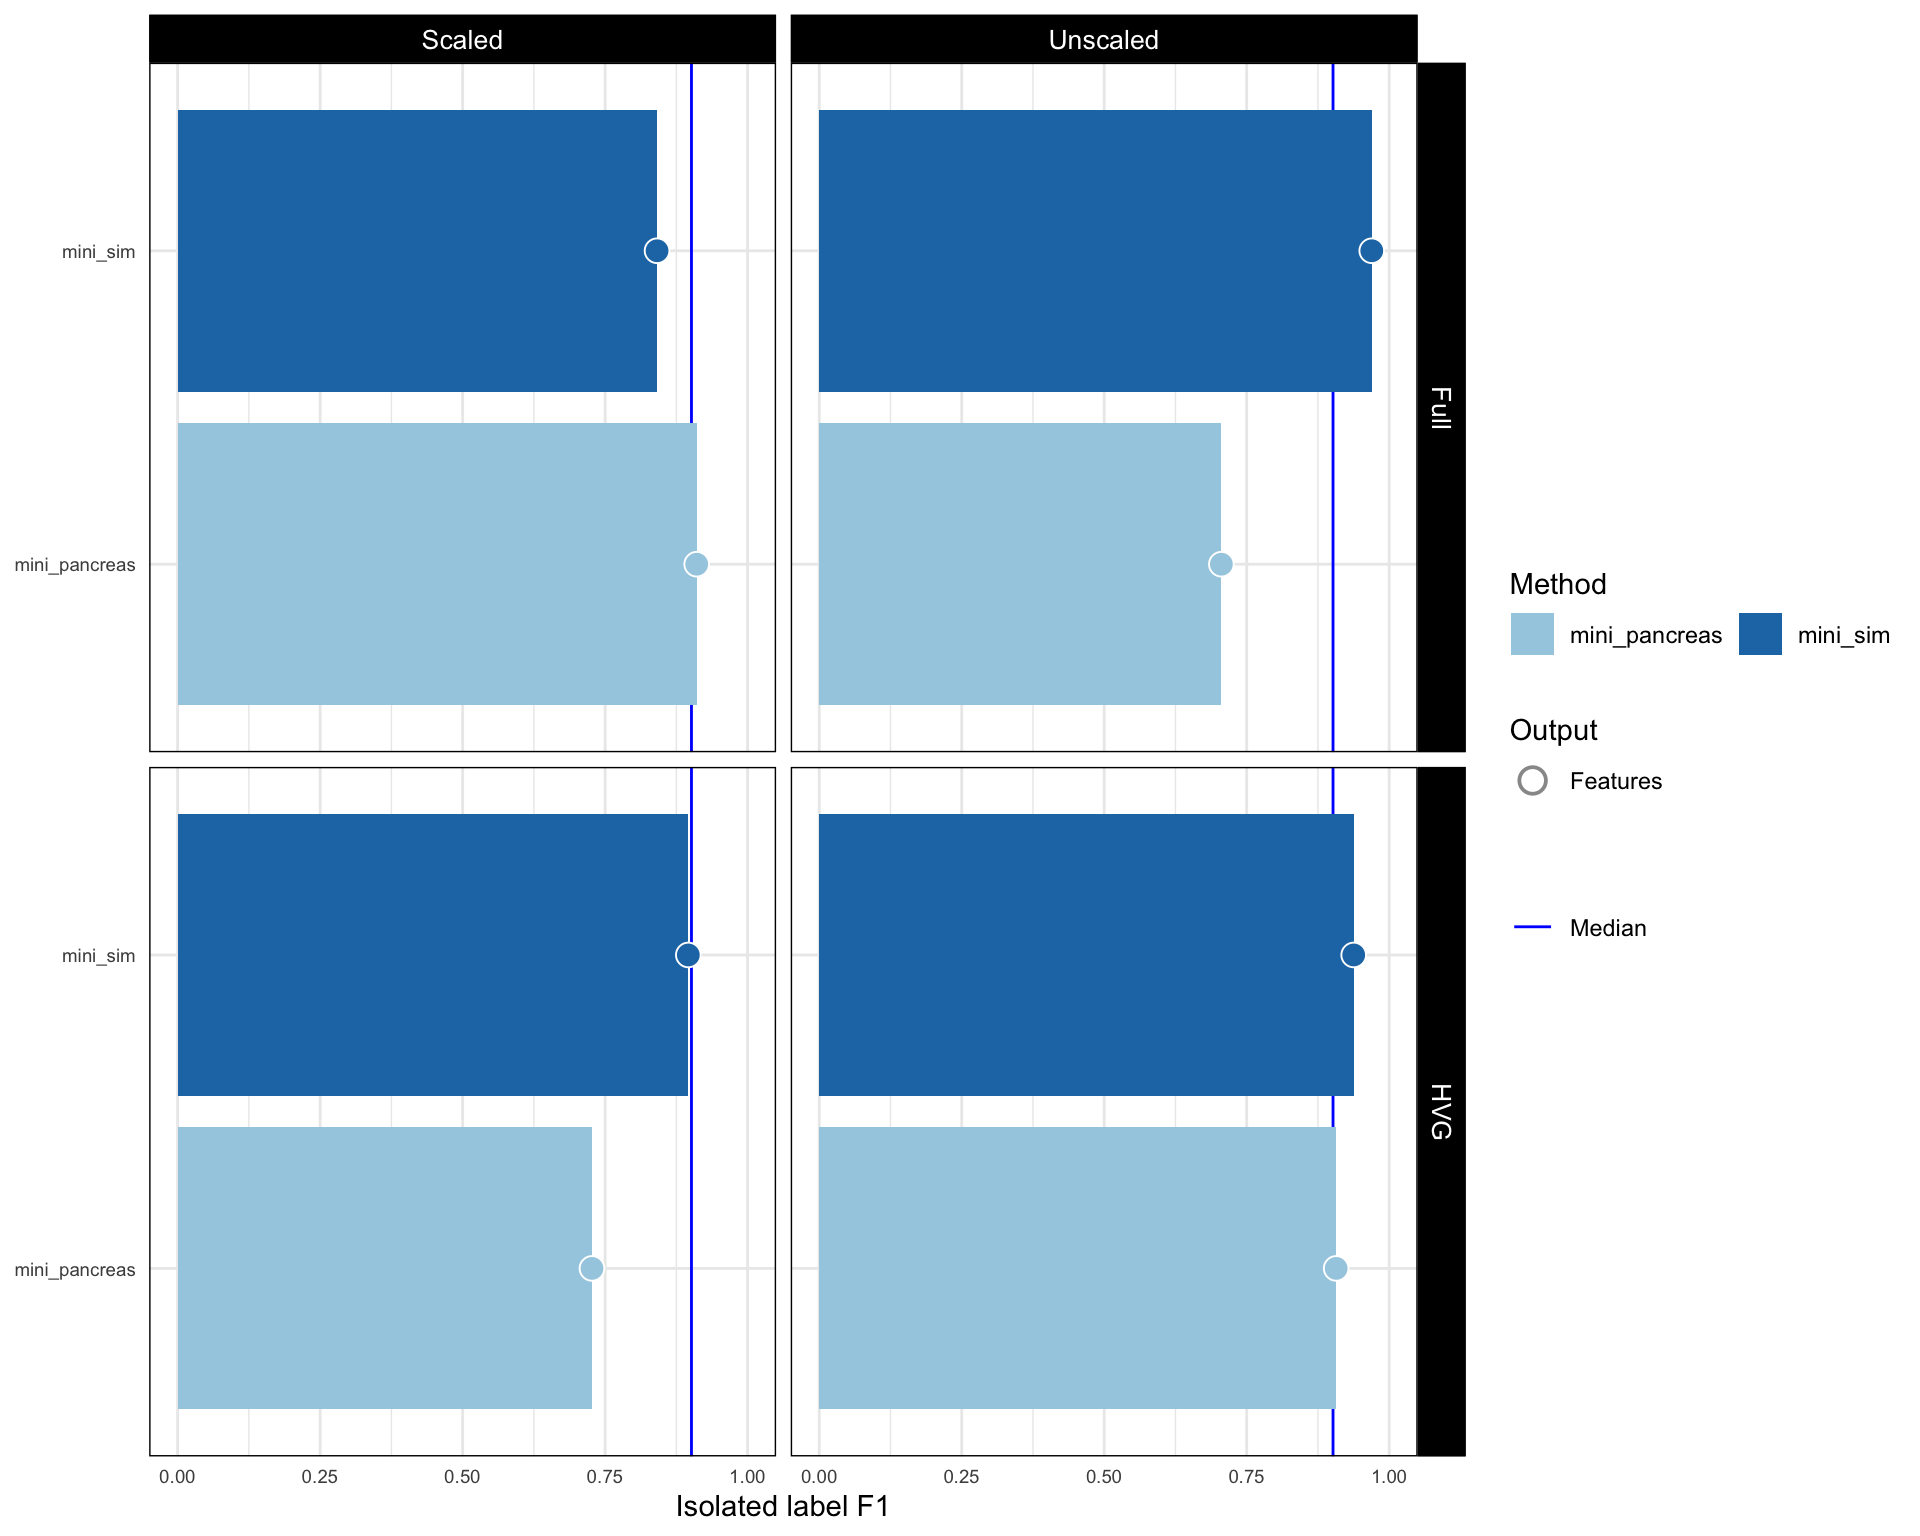 Scaled
Unscaled
mini_sim
mini_pancreas
Full
mini_sim
mini_pancreas
HVG
0.00 0.25 0.50 0.75 1.00
0.00 0.25 0.50 0.75 1.00
Isolated label F1
Method
mini_pancreas mini_sim
Output
Features
Median